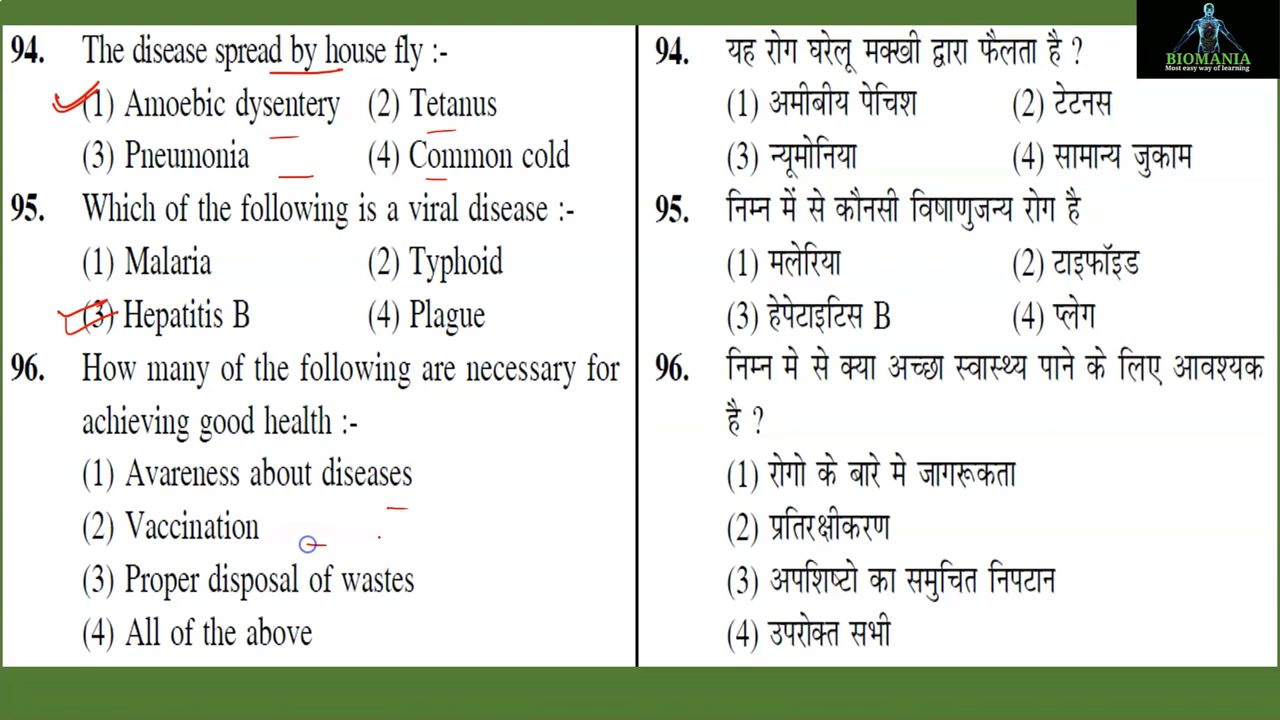 94. The disease spread by house fly :-
(1) Amoebic dysentery (2) Tetanus
(3) Pneumonia (4) Common cold
95. Which of the following is a viral disease :-
(1) Malaria (2) Typhoid
(3) Hepatitis B (4) Plague
96. How many of the following are necessary for
achieving good health :-
(1) Avareness about diseases
(2) Vaccination
(3) Proper disposal of wastes
(4) All of the above
94. यह रोग घरेलू मक्खी द्वारा फैलता है ?
(1) अमीबीय पेचिश (2) टेटनस
(3) न्यूमोनिया (4) सामान्य जुकाम
95. निम्न में से कौनसी विषाणुजन्य रोग है
(1) मलेरिया (2) टाइफॉइड
(3) हेपेटाइटिस B (4) प्लेग
96. निम्न मे से क्या अच्छा स्वास्थ्य पाने के लिए आवश्यक
है ?
(1) रोगो के बारे मे जागरूकता
(2) प्रतिरक्षीकरण
(3) अपशिष्टो का समुचित निपटान
(4) उपरोक्त सभी
BIOMANIA
Most easy way of learning